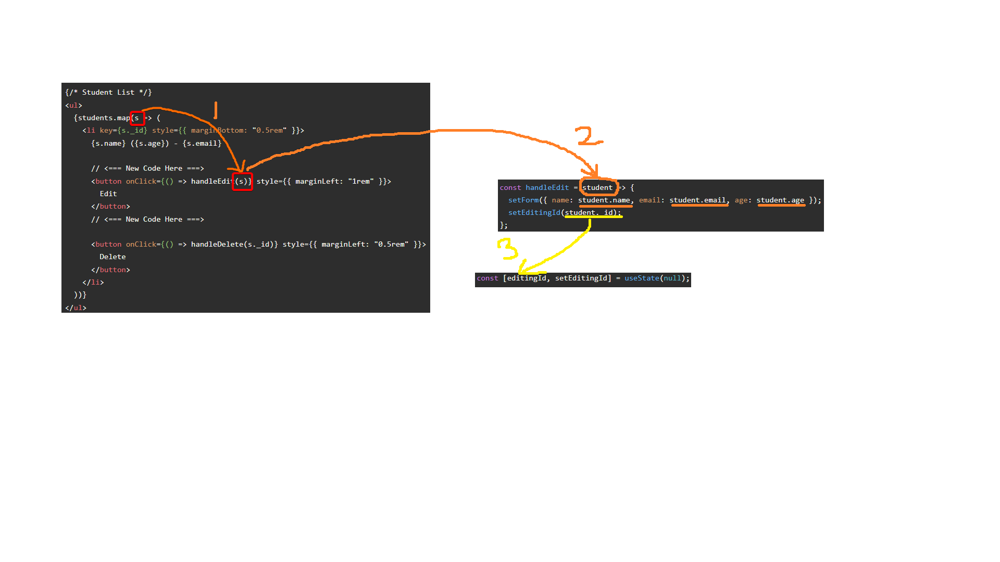 {/* Student List */}
<ul>
{students.map(s => (
<li key={s._id} style={{ marginBottom: "0.5rem" }}>
{s.name} ({s.age}) - {s.email}
// <=== New Code Here ===>
<button onClick={() => handleEdit(s)} style={{ marginLeft: "1rem" }}>
Edit
</button>
// <=== New Code Here ===>
<button onClick={() => handleDelete(s._id)} style={{ marginLeft: "0.5rem" }}>
Delete
</button>
</li>
))}
</ul>
1
2
const handleEdit = student => {
setForm({ name: student.name, email: student.email, age: student.age });
setEditingId(student._id);
};
3
const [editingId, setEditingId] = useState(null);